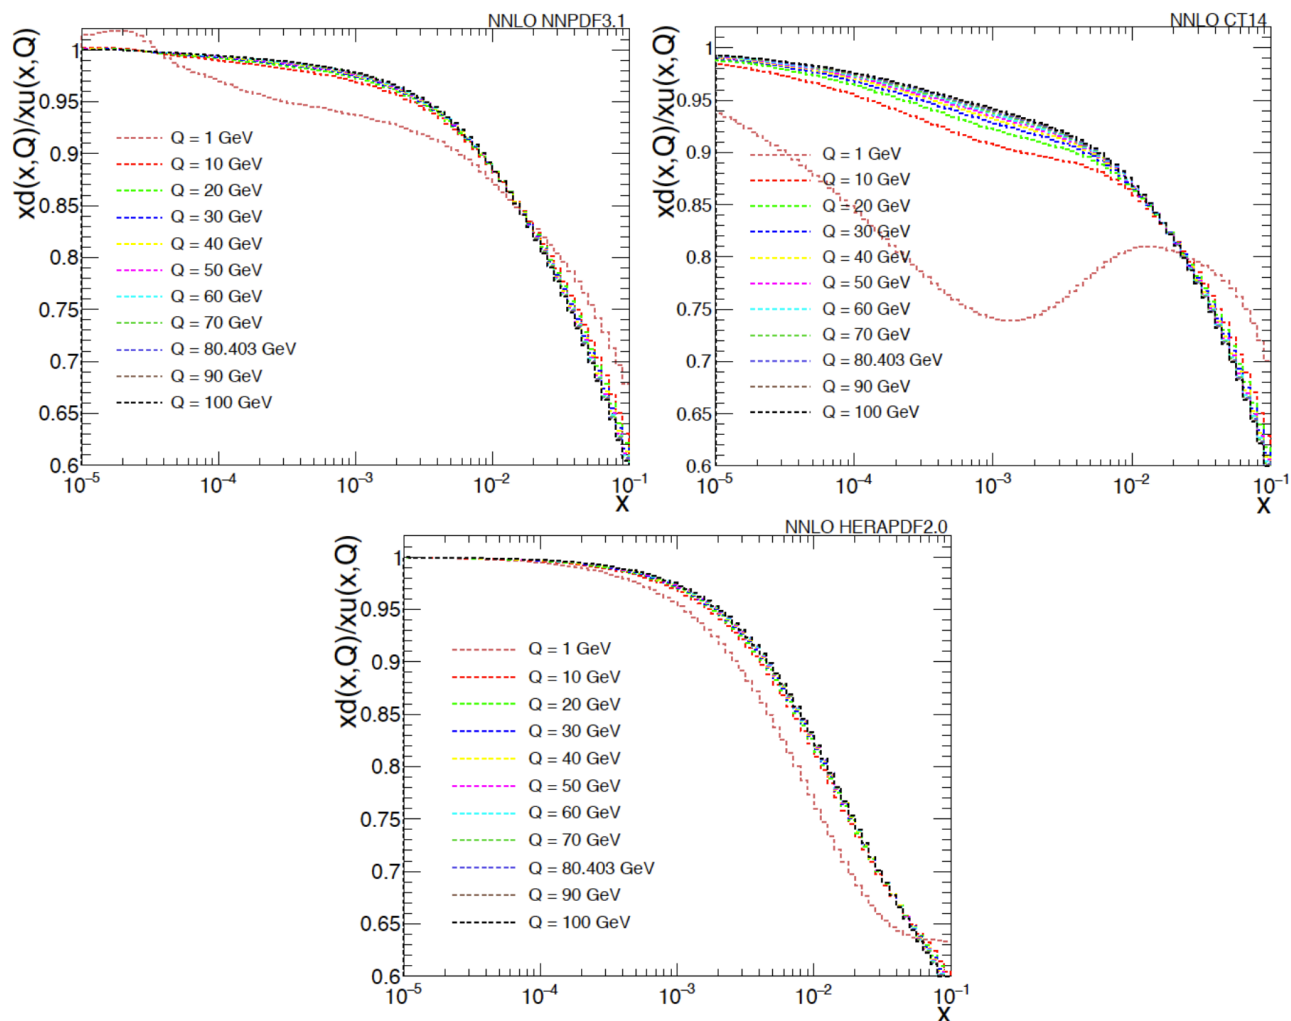 NNLO NNPDF3.1
xd(x,Q)/xu(x,Q)
1
0.95
0.9
0.85
0.8
0.75
0.7
0.65
0.6
Q = 1 GeV
Q = 10 GeV
Q = 20 GeV
Q = 30 GeV
Q = 40 GeV
Q = 50 GeV
Q = 60 GeV
Q = 70 GeV
Q = 80.403 GeV
Q = 90 GeV
Q = 100 GeV
10⁻⁵ 10⁻⁴ 10⁻³ 10⁻² 10⁻¹
x
NNLO CT14
xd(x,Q)/xu(x,Q)
1
0.95
0.9
0.85
0.8
0.75
0.7
0.65
0.6
Q = 1 GeV
Q = 10 GeV
Q = 20 GeV
Q = 30 GeV
Q = 40 GeV
Q = 50 GeV
Q = 60 GeV
Q = 70 GeV
Q = 80.403 GeV
Q = 90 GeV
Q = 100 GeV
10⁻⁵ 10⁻⁴ 10⁻³ 10⁻² 10⁻¹
x
NNLO HERAPDF2.0
xd(x,Q)/xu(x,Q)
1
0.95
0.9
0.85
0.8
0.75
0.7
0.65
0.6
Q = 1 GeV
Q = 10 GeV
Q = 20 GeV
Q = 30 GeV
Q = 40 GeV
Q = 50 GeV
Q = 60 GeV
Q = 70 GeV
Q = 80.403 GeV
Q = 90 GeV
Q = 100 GeV
10⁻⁵ 10⁻⁴ 10⁻³ 10⁻² 10⁻¹
x